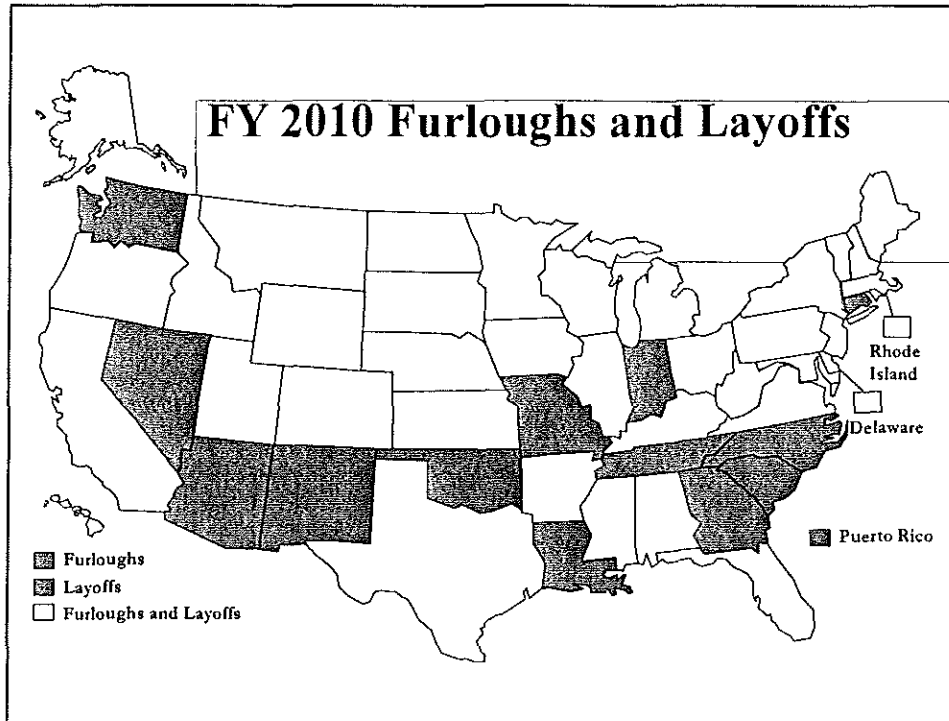 FY 2010 Furloughs and Layoffs
Rhode
Island
Delaware
Puerto Rico
Furloughs
Layoffs
Furloughs and Layoffs